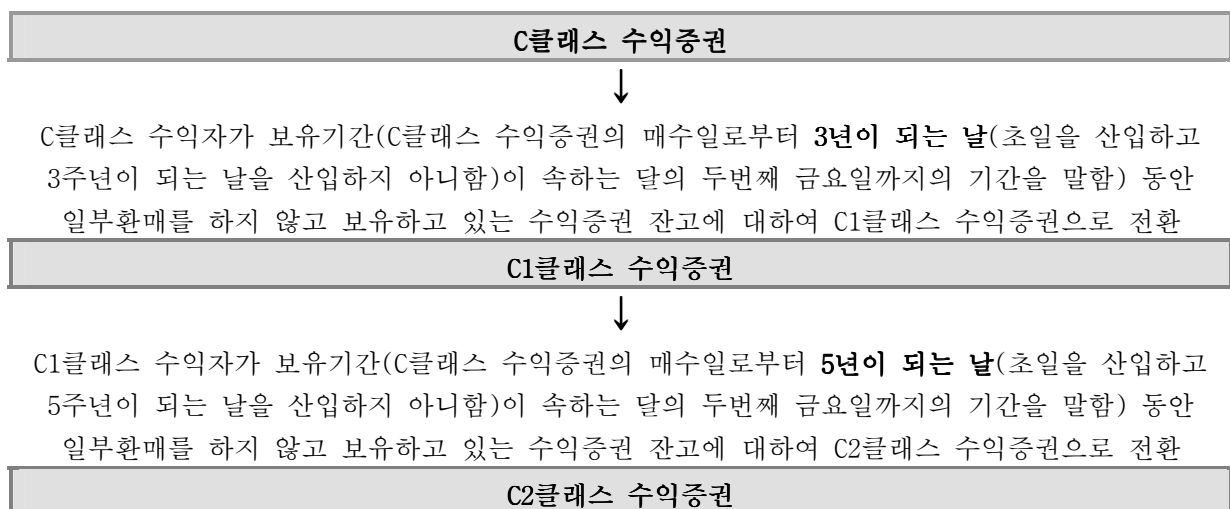 C클래스 수익증권
↓
C클래스 수익자가 보유기간(C클래스 수익증권의 매수일로부터 3년이 되는 날(초일을 산입하고
3주년이 되는 날을 산입하지 아니함)이 속하는 달의 두번째 금요일까지의 기간을 말함) 동안
일부환매를 하지 않고 보유하고 있는 수익증권 잔고에 대하여 C1클래스 수익증권으로 전환
C1클래스 수익증권
↓
C1클래스 수익자가 보유기간(C클래스 수익증권의 매수일로부터 5년이 되는 날(초일을 산입하고
5주년이 되는 날을 산입하지 아니함)이 속하는 달의 두번째 금요일까지의 기간을 말함) 동안
일부환매를 하지 않고 보유하고 있는 수익증권 잔고에 대하여 C2클래스 수익증권으로 전환
C2클래스 수익증권